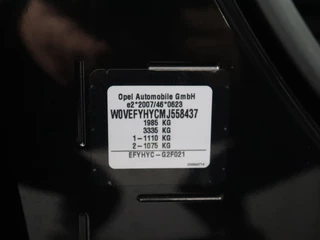 Opel Automobile GmbH
e2*2007/46*0623
W0VEFYHYCMJ558437
1985 KG
3335 KG
1-1110 KG
2-1075 KG
EFYHYC-G2F021